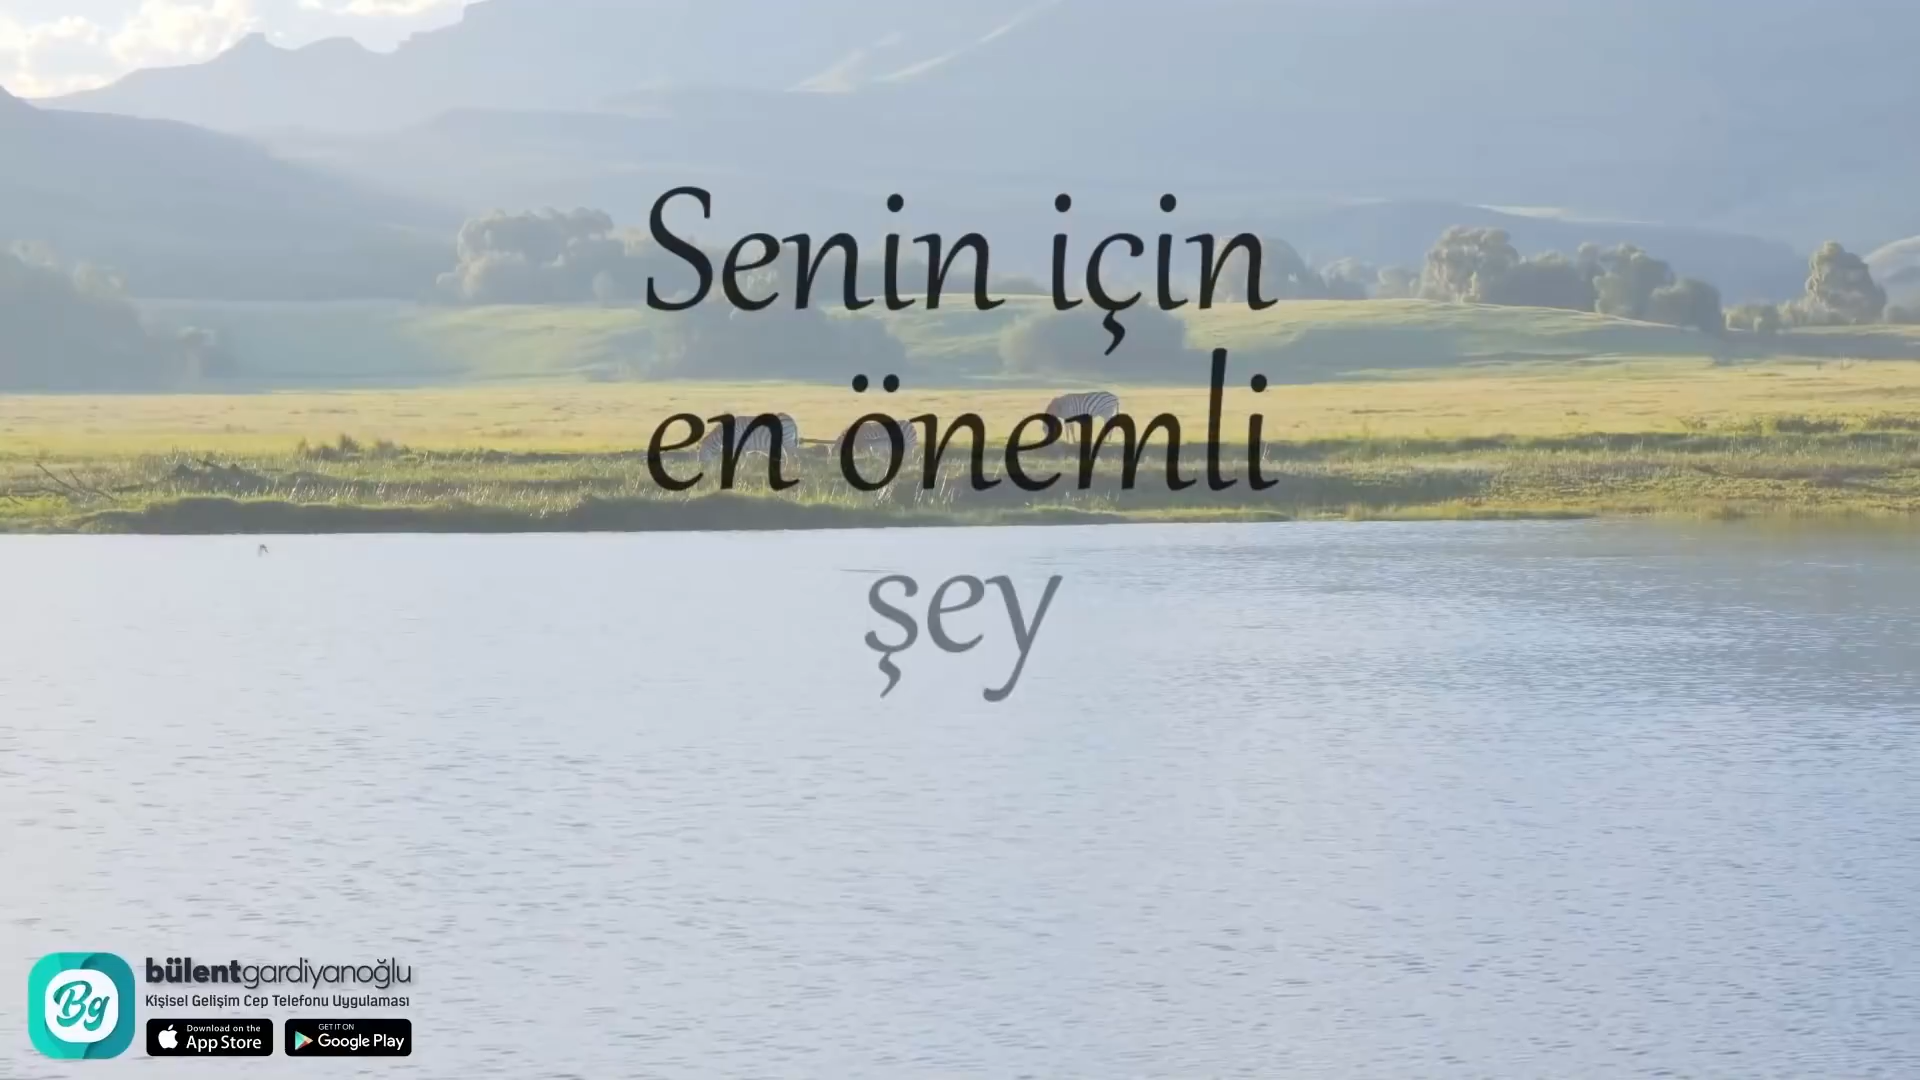 Senin için
en önemli
şey
Bg
bülentgardiyanoğlu
Kişisel Gelişim Cep Telefonu Uygulaması
Download on the
App Store
GET IT ON
Google Play